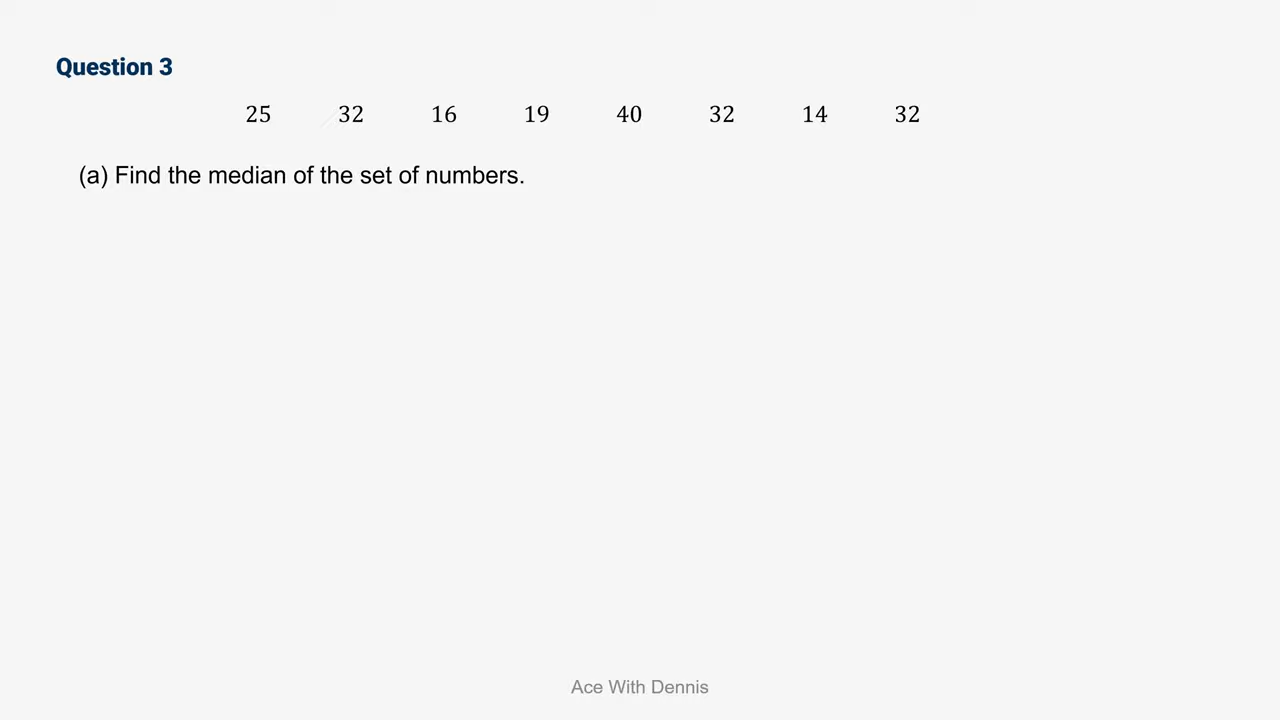 Question 3
25 32 16 19 40 32 14 32
(a) Find the median of the set of numbers.
Ace With Dennis